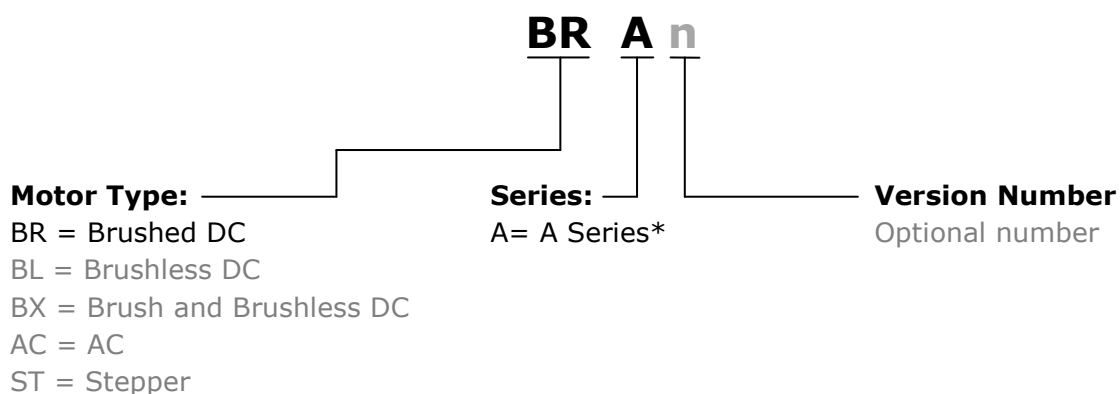 BR A n
Motor Type: Series: Version Number
BR = Brushed DC A= A Series* Optional number
BL = Brushless DC
BX = Brush and Brushless DC
AC = AC
ST = Stepper